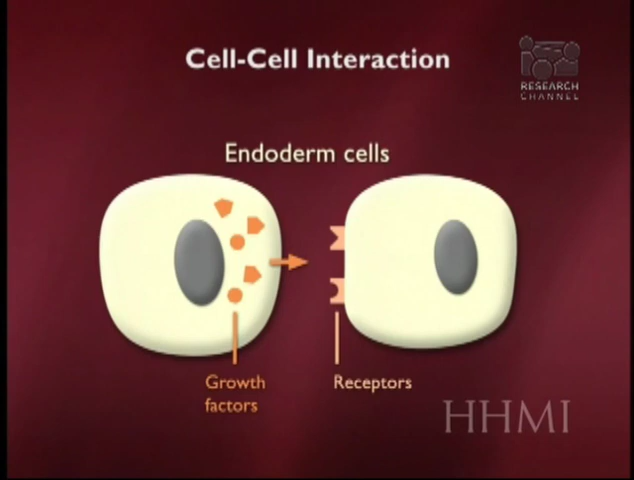 Cell-Cell Interaction
RESEARCH
CHANNEL
Endoderm cells
Growth
factors
Receptors
HHMI